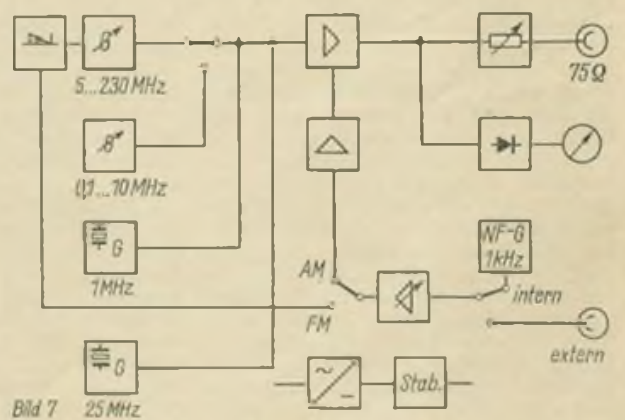 75Ω
5...230 MHz
0,1...10 MHz
G
1MHz
NF-G
1kHz
AM
intern
FM
extern
G
Stab.
Bild 7
25 MHz